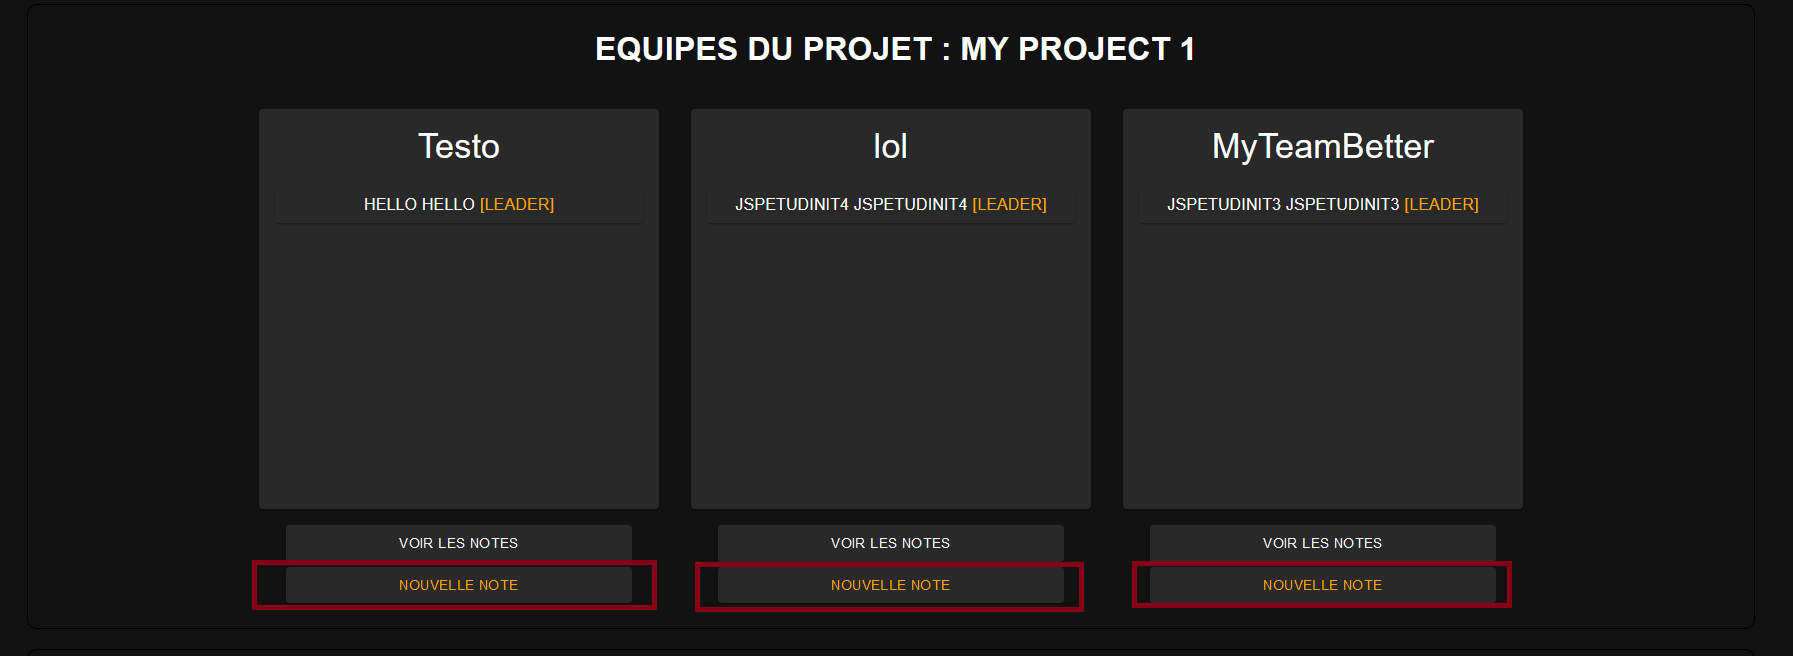 EQUIPES DU PROJET : MY PROJECT 1
Testo
HELLO HELLO [LEADER]
VOIR LES NOTES
NOUVELLE NOTE
lol
JSPETUDINIT4 JSPETUDINIT4 [LEADER]
VOIR LES NOTES
NOUVELLE NOTE
MyTeamBetter
JSPETUDINIT3 JSPETUDINIT3 [LEADER]
VOIR LES NOTES
NOUVELLE NOTE